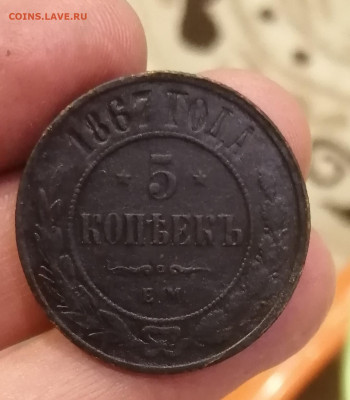 COINS.LAVE.RU
1867 ГОДА
5
КОПѢЕКЪ
Е.М.